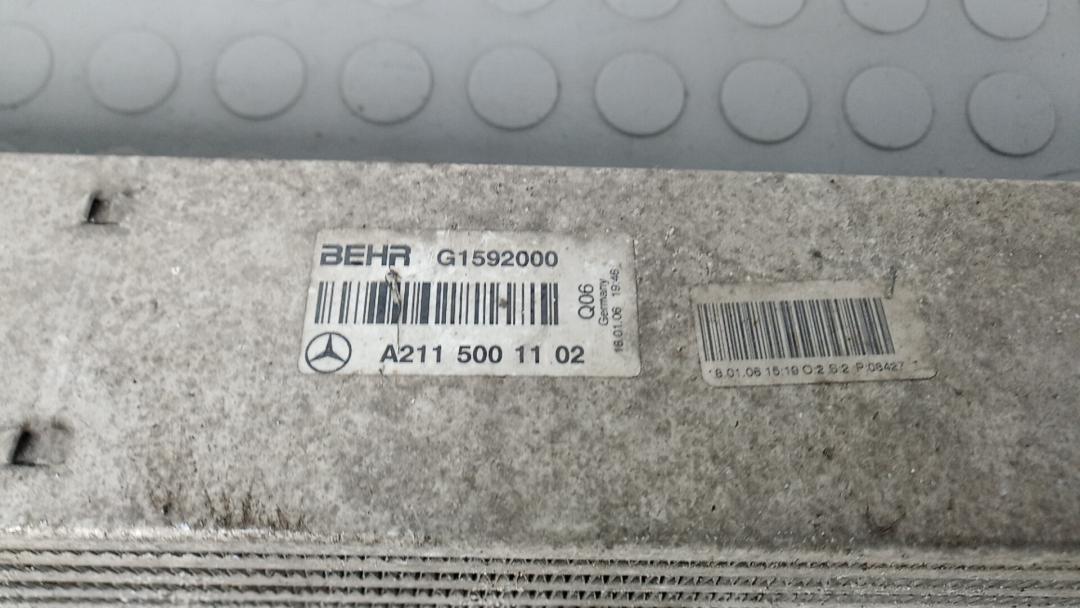 BEHR G1592000
Q06
Germany
16.01.06 19:46
A211 500 11 02
8.01.06 15:19 O:2 S:2 P:08427